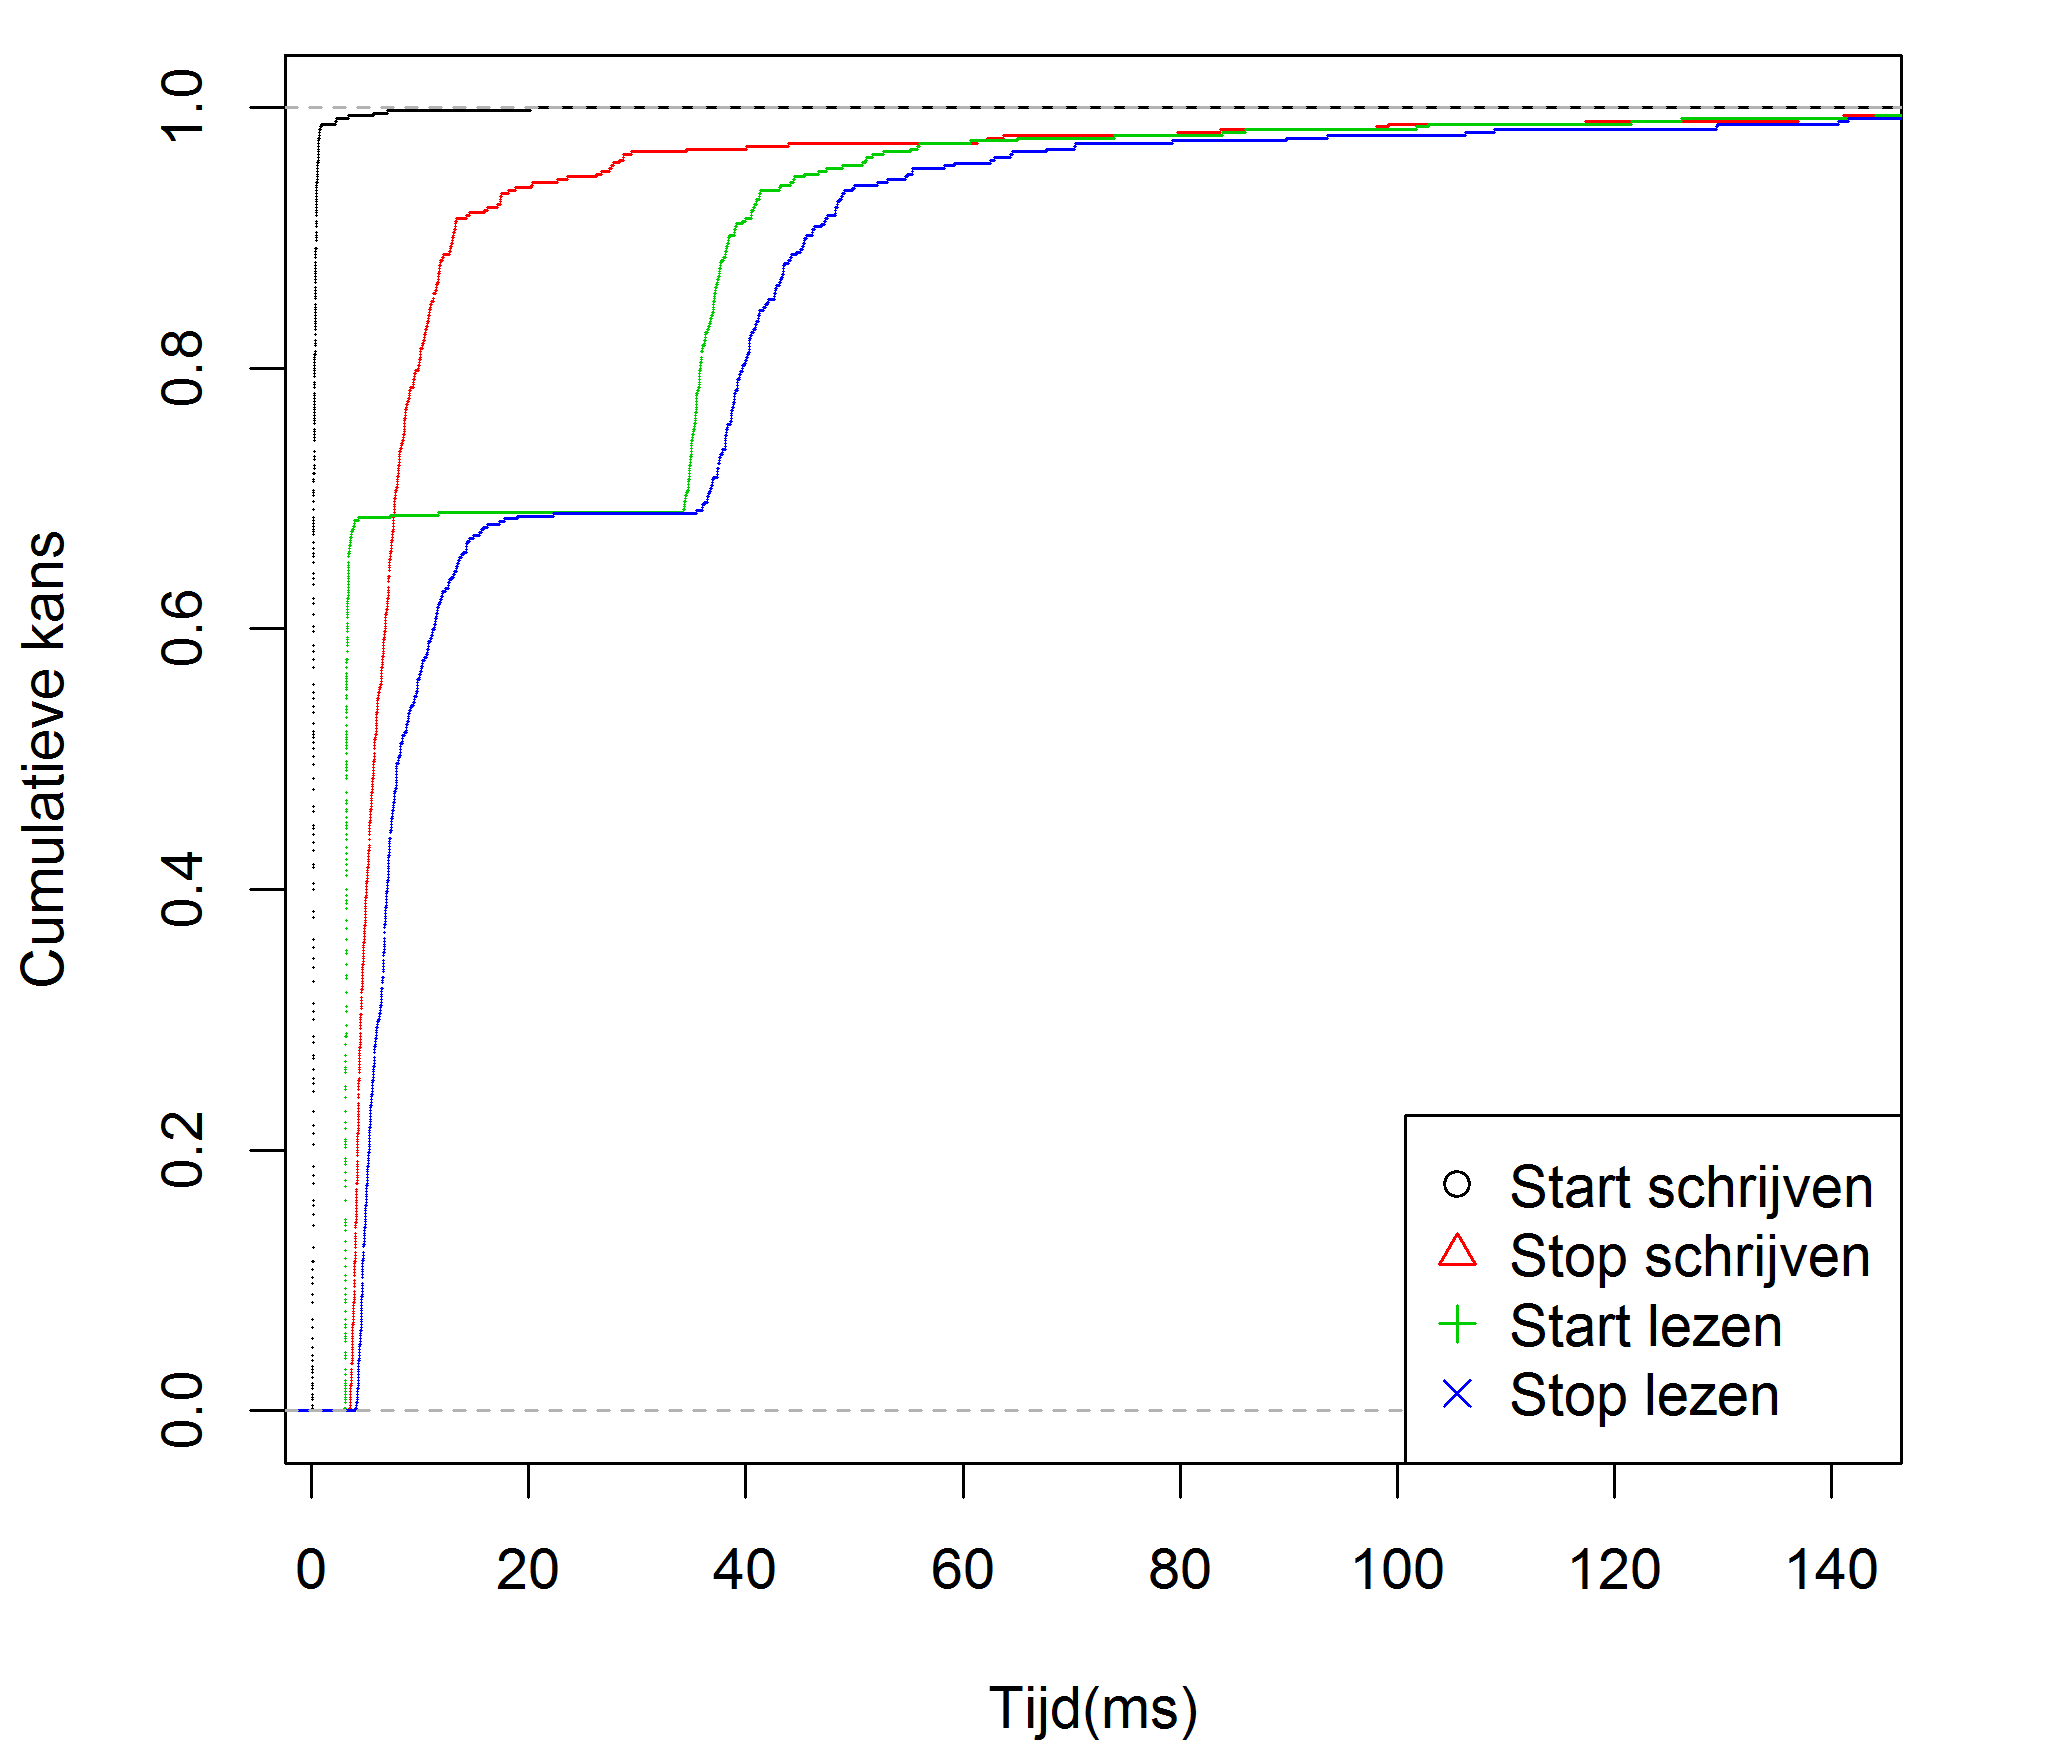 Cumulatieve kans
1.0
0.8
0.6
0.4
0.2
0.0
0 20 40 60 80 100 120 140
Tijd(ms)
Start schrijven
Stop schrijven
Start lezen
Stop lezen